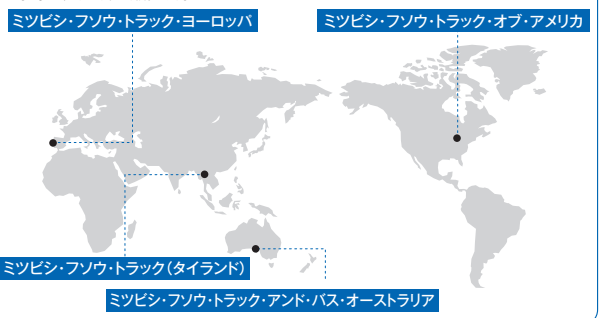 ミツビシ・フソウ・トラック・ヨーロッパ
ミツビシ・フソウ・トラック・オブ・アメリカ
ミツビシ・フソウ・トラック（タイランド）
ミツビシ・フソウ・トラック・アンド・バス・オーストラリア